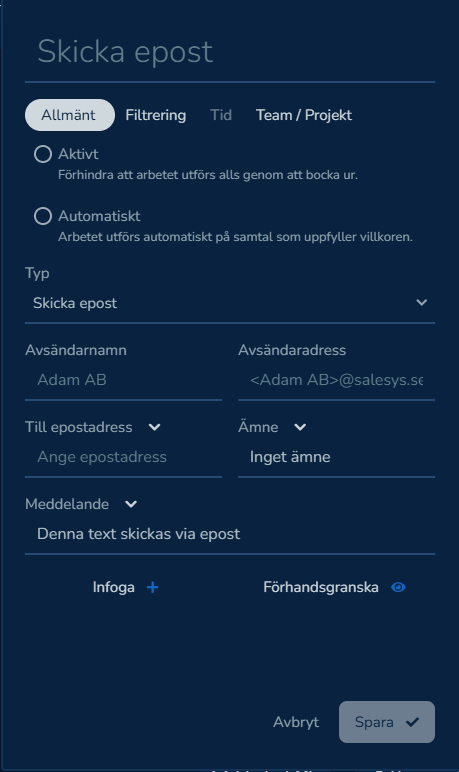 Skicka epost
Allmänt Filtrering Tid Team / Projekt
Aktivt
Förhindra att arbetet utförs alls genom att bocka ur.
Automatiskt
Arbetet utförs automatiskt på samtal som uppfyller villkoren.
Typ
Skicka epost
Avsändarnamn Avsändaradress
Adam AB <Adam AB>@salesys.se
Till epostadress Ämne
Ange epostadress Inget ämne
Meddelande
Denna text skickas via epost
Infoga Förhandsgranska
Avbryt Spara